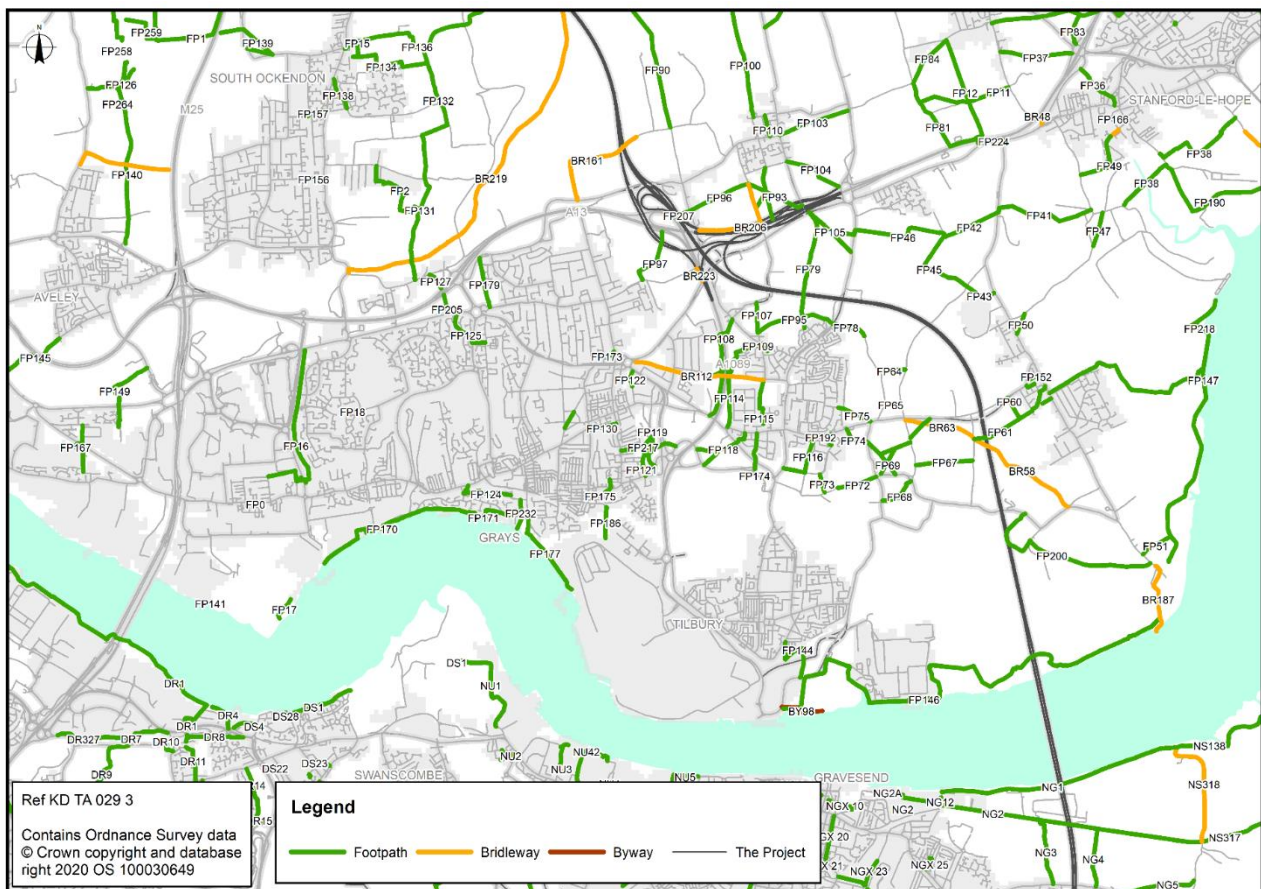 N
FP259
FP1
FP258
FP139
FP15
FP136
FP83
FP37
FP84
FP134
SOUTH OCKENDON
FP90
FP100
FP126
FP36
FP12
FP11
FP138
FP132
FP264
STANFORD-LE-HOPE
M25
FP157
FP103
BR48
FP166
FP110
FP81
FP224
FP38
BR161
FP140
FP49
FP104
BR219
FP156
FP38
FP2
FP96
FP93
FP190
FP131
A13
FP207
FP41
BR206
FP42
FP105
FP46
FP47
FP97
BR223
FP79
FP45
FP127
FP179
FP43
AVELEY
FP205
FP107
FP95
FP50
FP218
FP78
FP125
FP108
FP109
FP145
FP173
A1089
FP64
FP122
BR112
FP152
FP147
FP149
FP114
FP65
FP60
FP18
FP75
FP115
FP130
BR63
FP61
FP119
FP167
FP16
FP192
FP74
FP217
FP118
FP116
FP69
FP67
FP121
FP174
BR58
FP124
FP175
FP73
FP72
FP68
FP0
FP171
FP232
FP170
FP186
GRAYS
FP177
FP200
FP51
FP141
FP17
BR187
TILBURY
FP144
DS1
DR1
NU1
FP146
BY98
DR4
DS28
DS1
DR1
DS4
DR327
DR7
DR10
DR8
NU2
NU42
NS138
DR9
DR11
DS22
DS23
NU3
NU5
SWANSCOMBE
GRAVESEND
NS318
NG1
NG2A
NG12
NGX 10
NG2
NG2
NGX 20
NS317
NG3
NG4
NGX 25
NGX 23
NG5
Ref KD TA 029 3
Contains Ordnance Survey data
© Crown copyright and database
right 2020 OS 100030649
Legend
Footpath
Bridleway
Byway
The Project